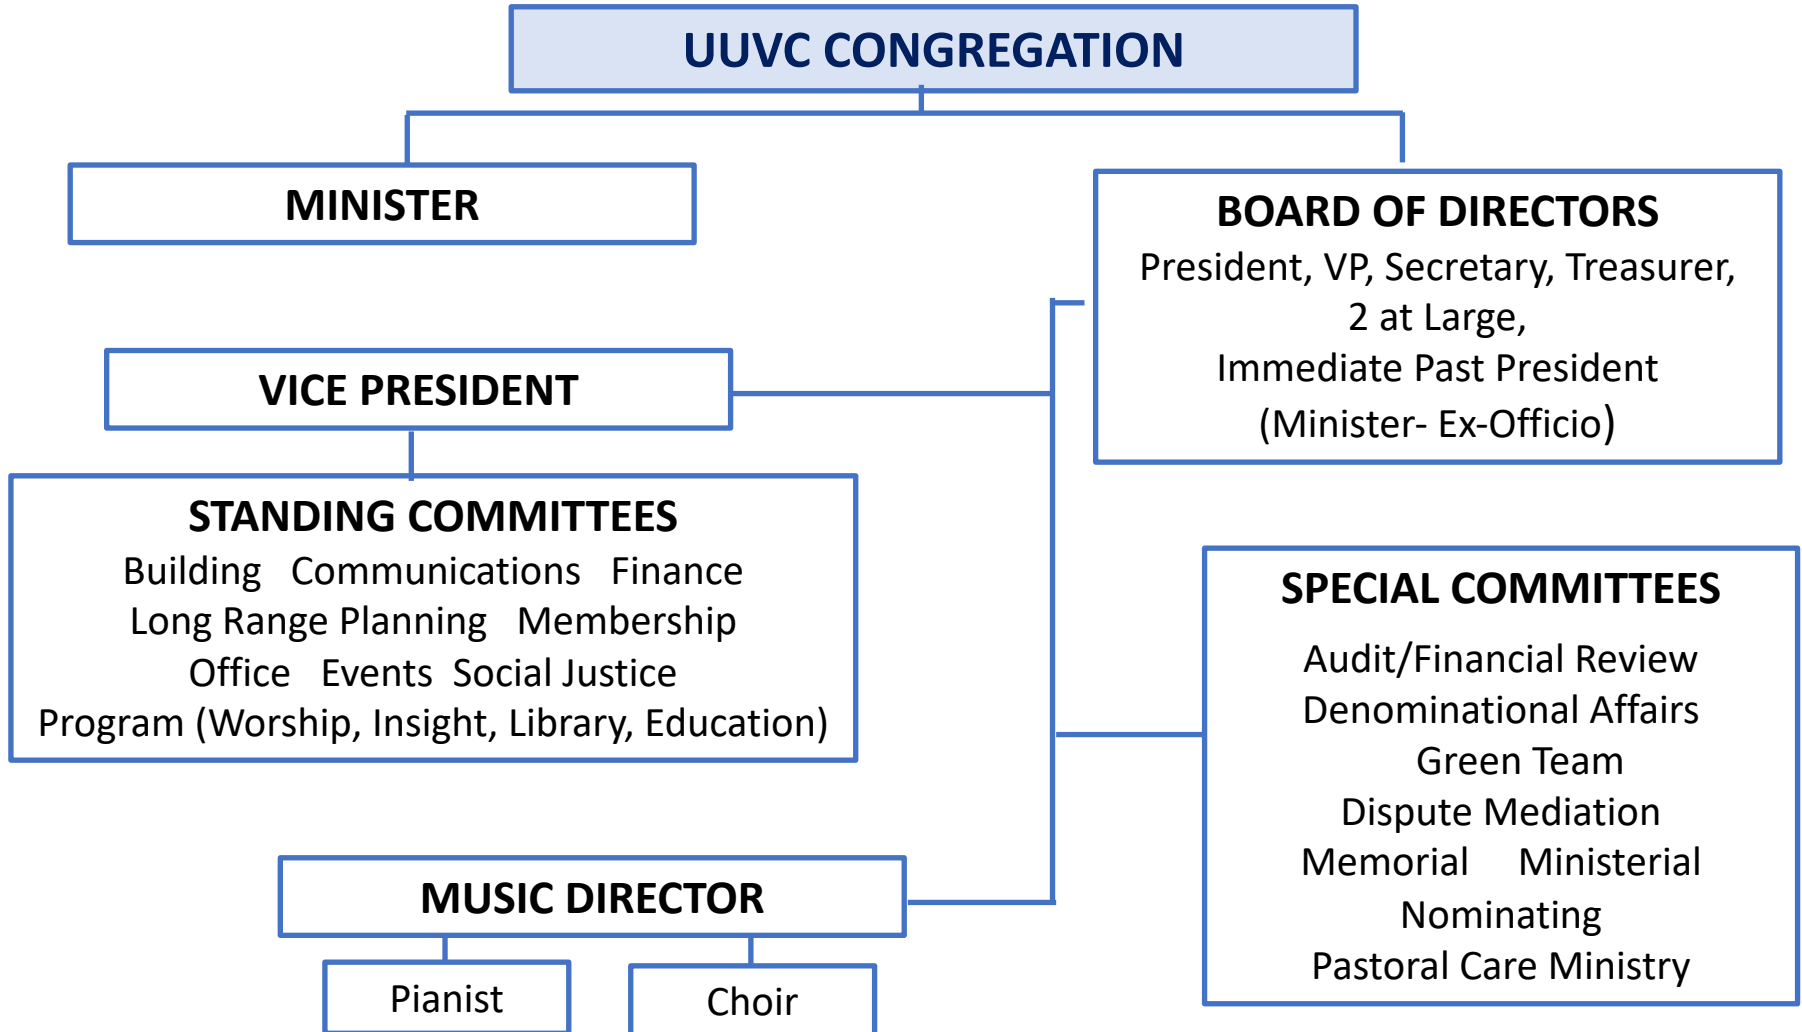 UUVC CONGREGATION
MINISTER
BOARD OF DIRECTORS
President, VP, Secretary, Treasurer,
2 at Large,
Immediate Past President
(Minister- Ex-Officio)
VICE PRESIDENT
STANDING COMMITTEES
Building Communications Finance
Long Range Planning Membership
Office Events Social Justice
Program (Worship, Insight, Library, Education)
SPECIAL COMMITTEES
Audit/Financial Review
Denominational Affairs
Green Team
Dispute Mediation
Memorial Ministerial
Nominating
Pastoral Care Ministry
MUSIC DIRECTOR
Pianist
Choir